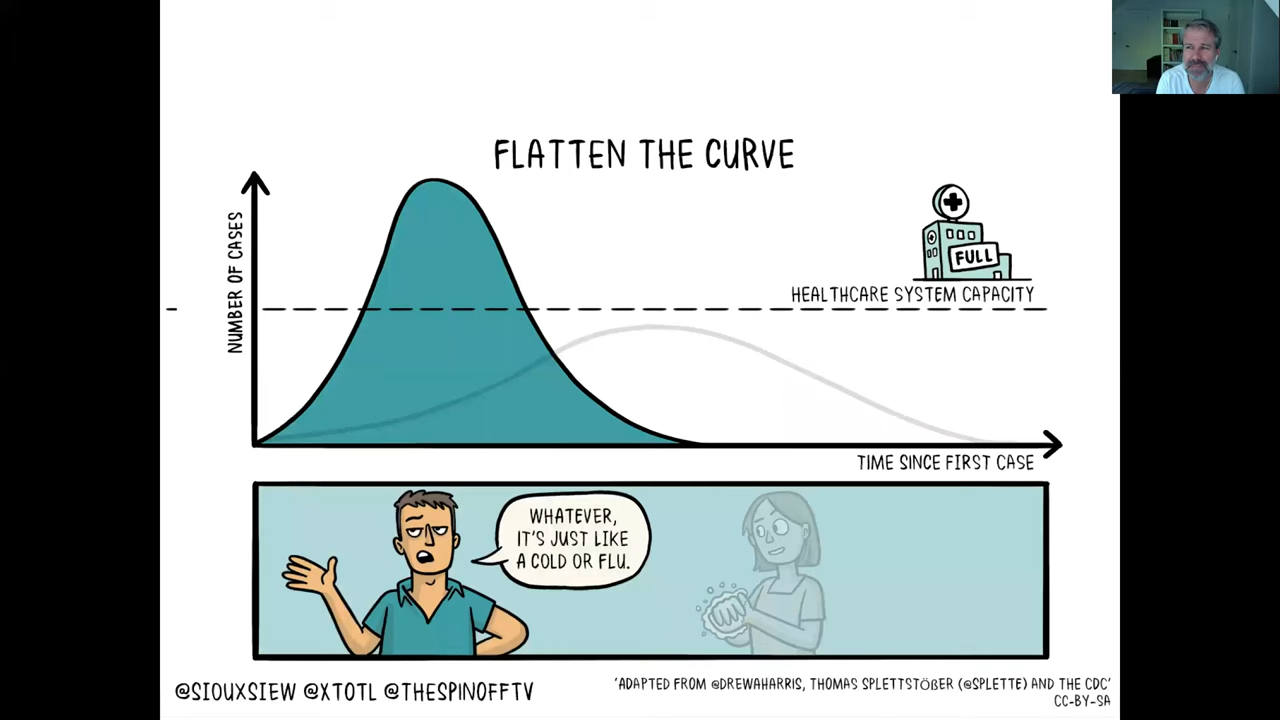 FLATTEN THE CURVE
NUMBER OF CASES
FULL
HEALTHCARE SYSTEM CAPACITY
TIME SINCE FIRST CASE
WHATEVER,
IT'S JUST LIKE
A COLD OR FLU.
@SIOUXSIEW @XTOTL @THESPINOFFTV
'ADAPTED FROM @DREWAHARRIS, THOMAS SPLETTSTÖßER (@SPLETTE) AND THE CDC'
CC-BY-SA